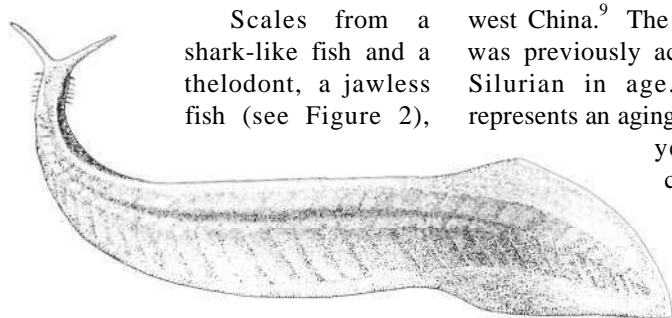 Scales from a
shark-like fish and a
thelodont, a jawless
fish (see Figure 2),
west China.⁹ The
was previously ac
Silurian in age.
represents an aging
yo
c